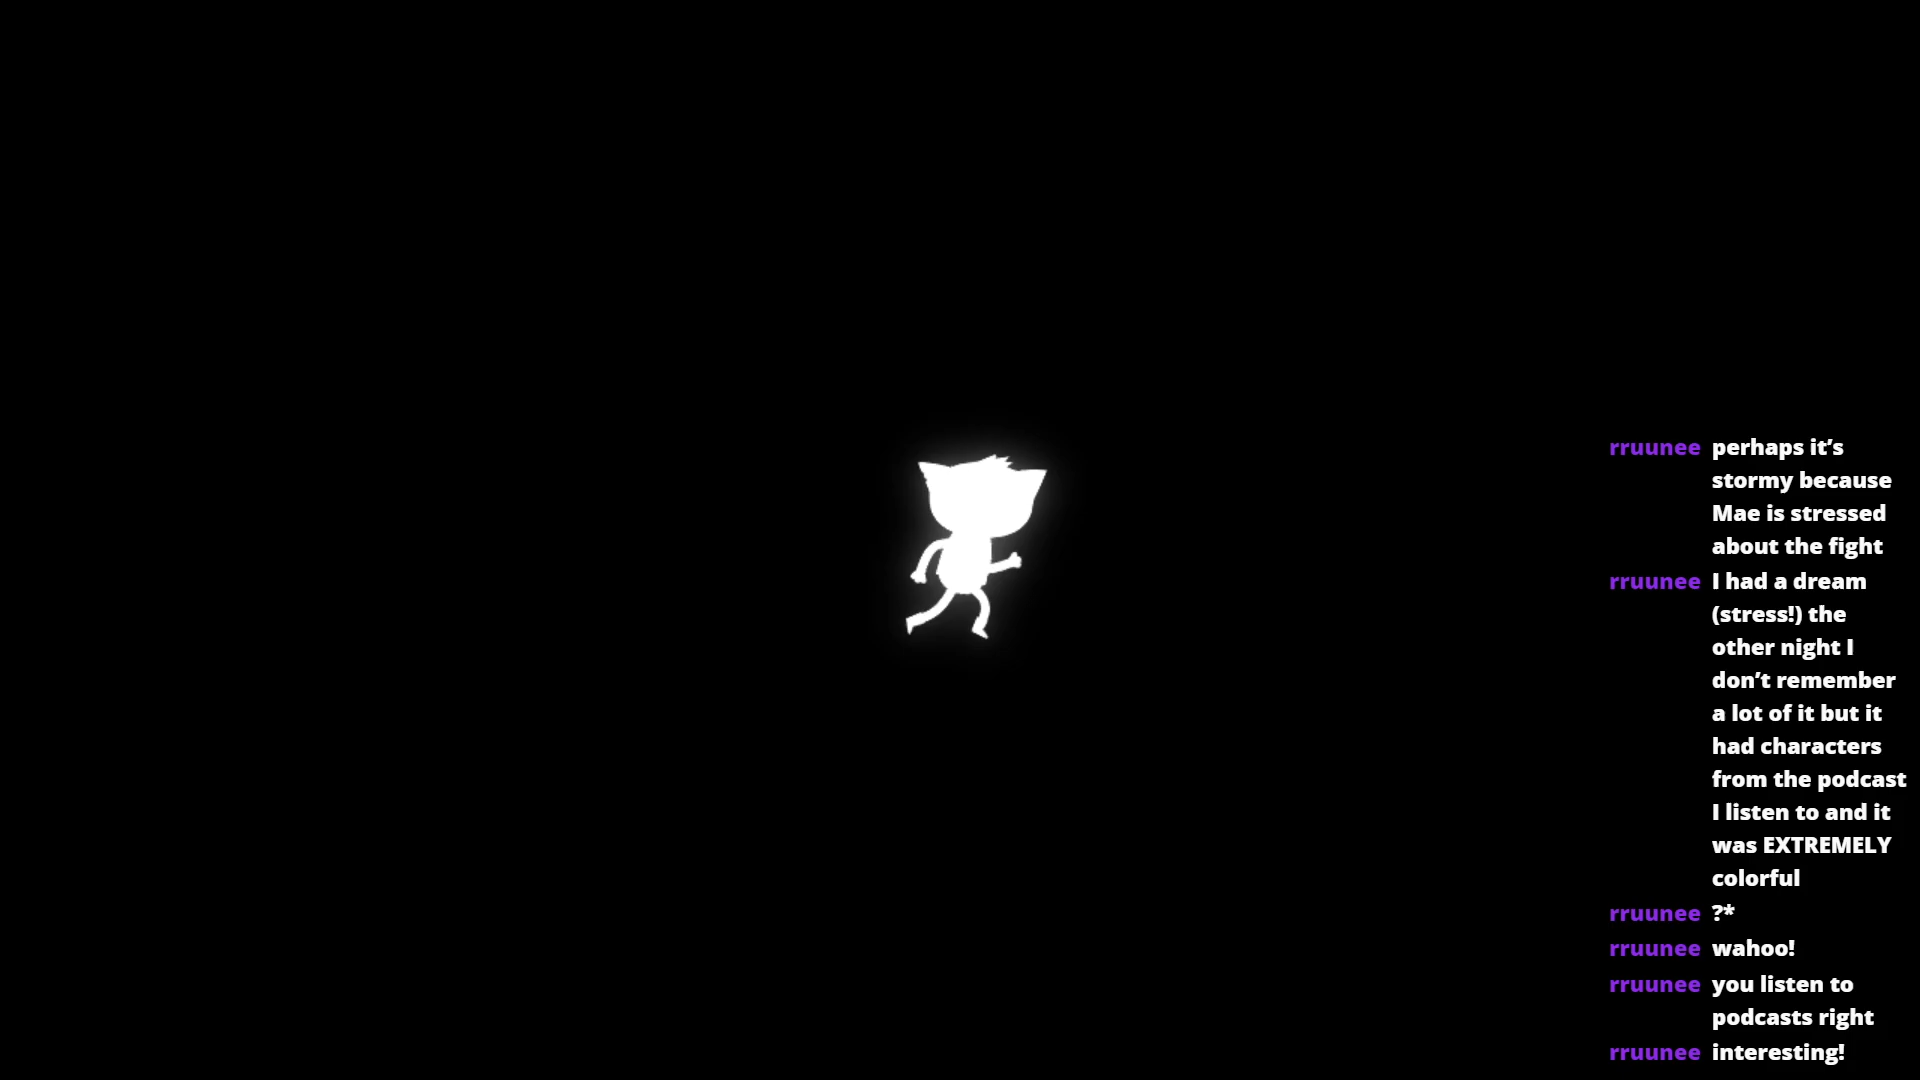 rruunee perhaps it’s
stormy because
Mae is stressed
about the fight
rruunee I had a dream
(stress!) the
other night I
don’t remember
a lot of it but it
had characters
from the podcast
I listen to and it
was EXTREMELY
colorful
rruunee ?*
rruunee wahoo!
rruunee you listen to
podcasts right
rruunee interesting!